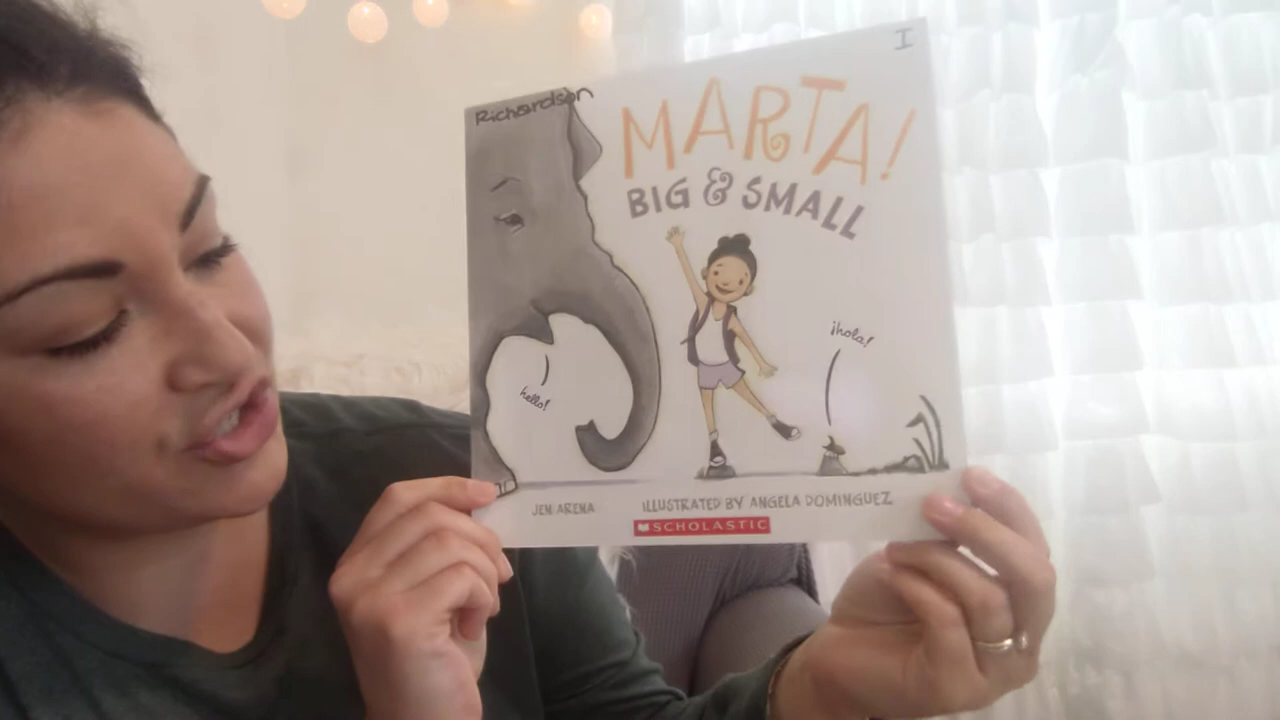 I
Richardson
MARTA!
BIG & SMALL
¡hola!
hello!
JEN ARENA
ILLUSTRATED BY ANGELA DOMINGUEZ
SCHOLASTIC